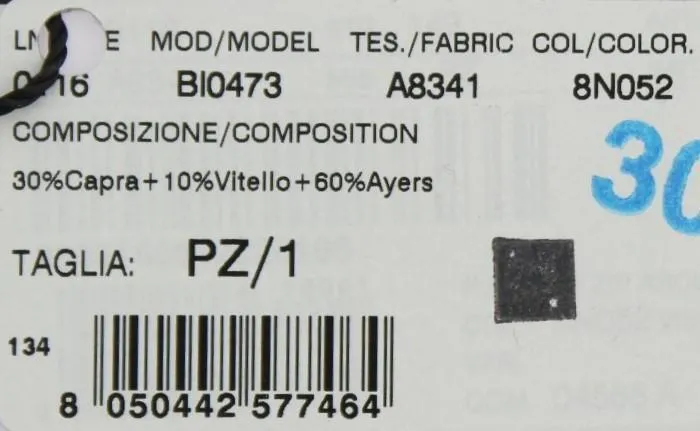 MOD/MODEL TES./FABRIC COL/COLOR.
BI0473 A8341 8N052
COMPOSIZIONE/COMPOSITION
30%Capra+10%Vitello+60%Ayers
30
TAGLIA: PZ/1
134
8 050442 577464